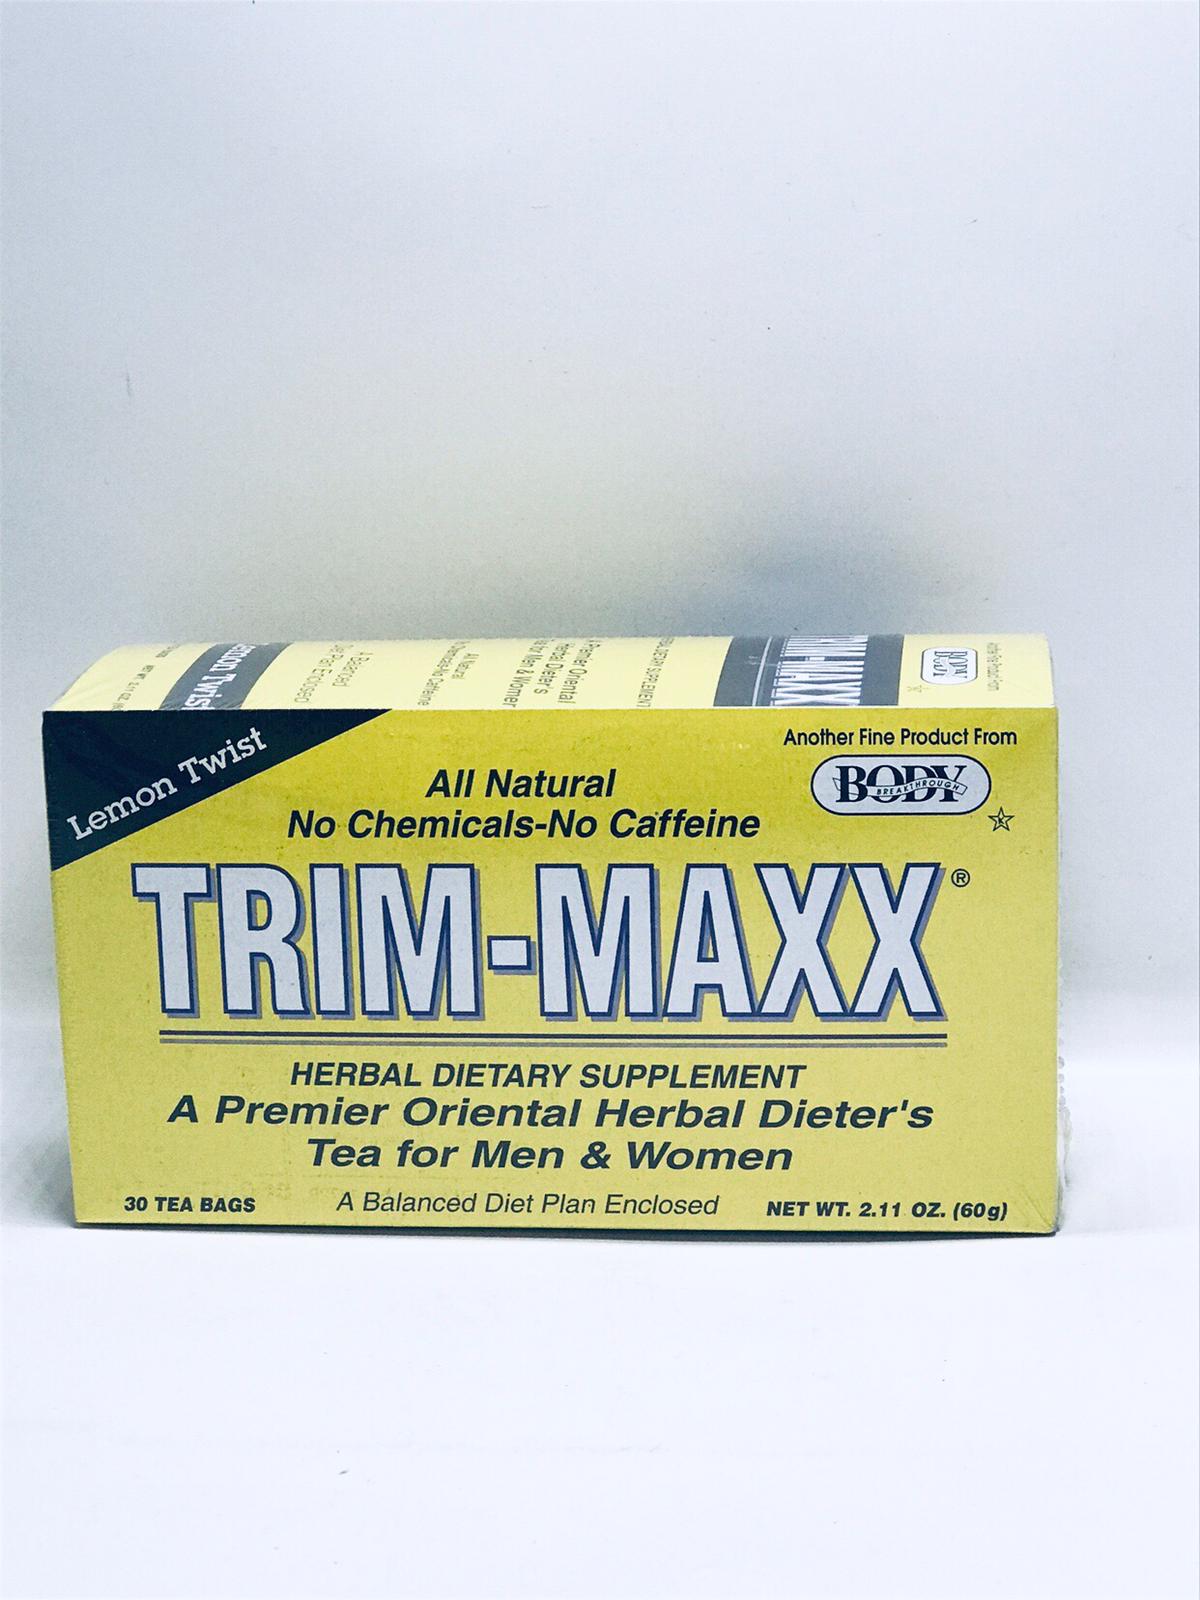 Lemon Twist
Another Fine Product From
BODY
BREAKTHROUGH
K
All Natural
No Chemicals-No Caffeine
TRIM-MAXX®
HERBAL DIETARY SUPPLEMENT
A Premier Oriental Herbal Dieter's
Tea for Men & Women
30 TEA BAGS
A Balanced Diet Plan Enclosed
NET WT. 2.11 OZ. (60g)